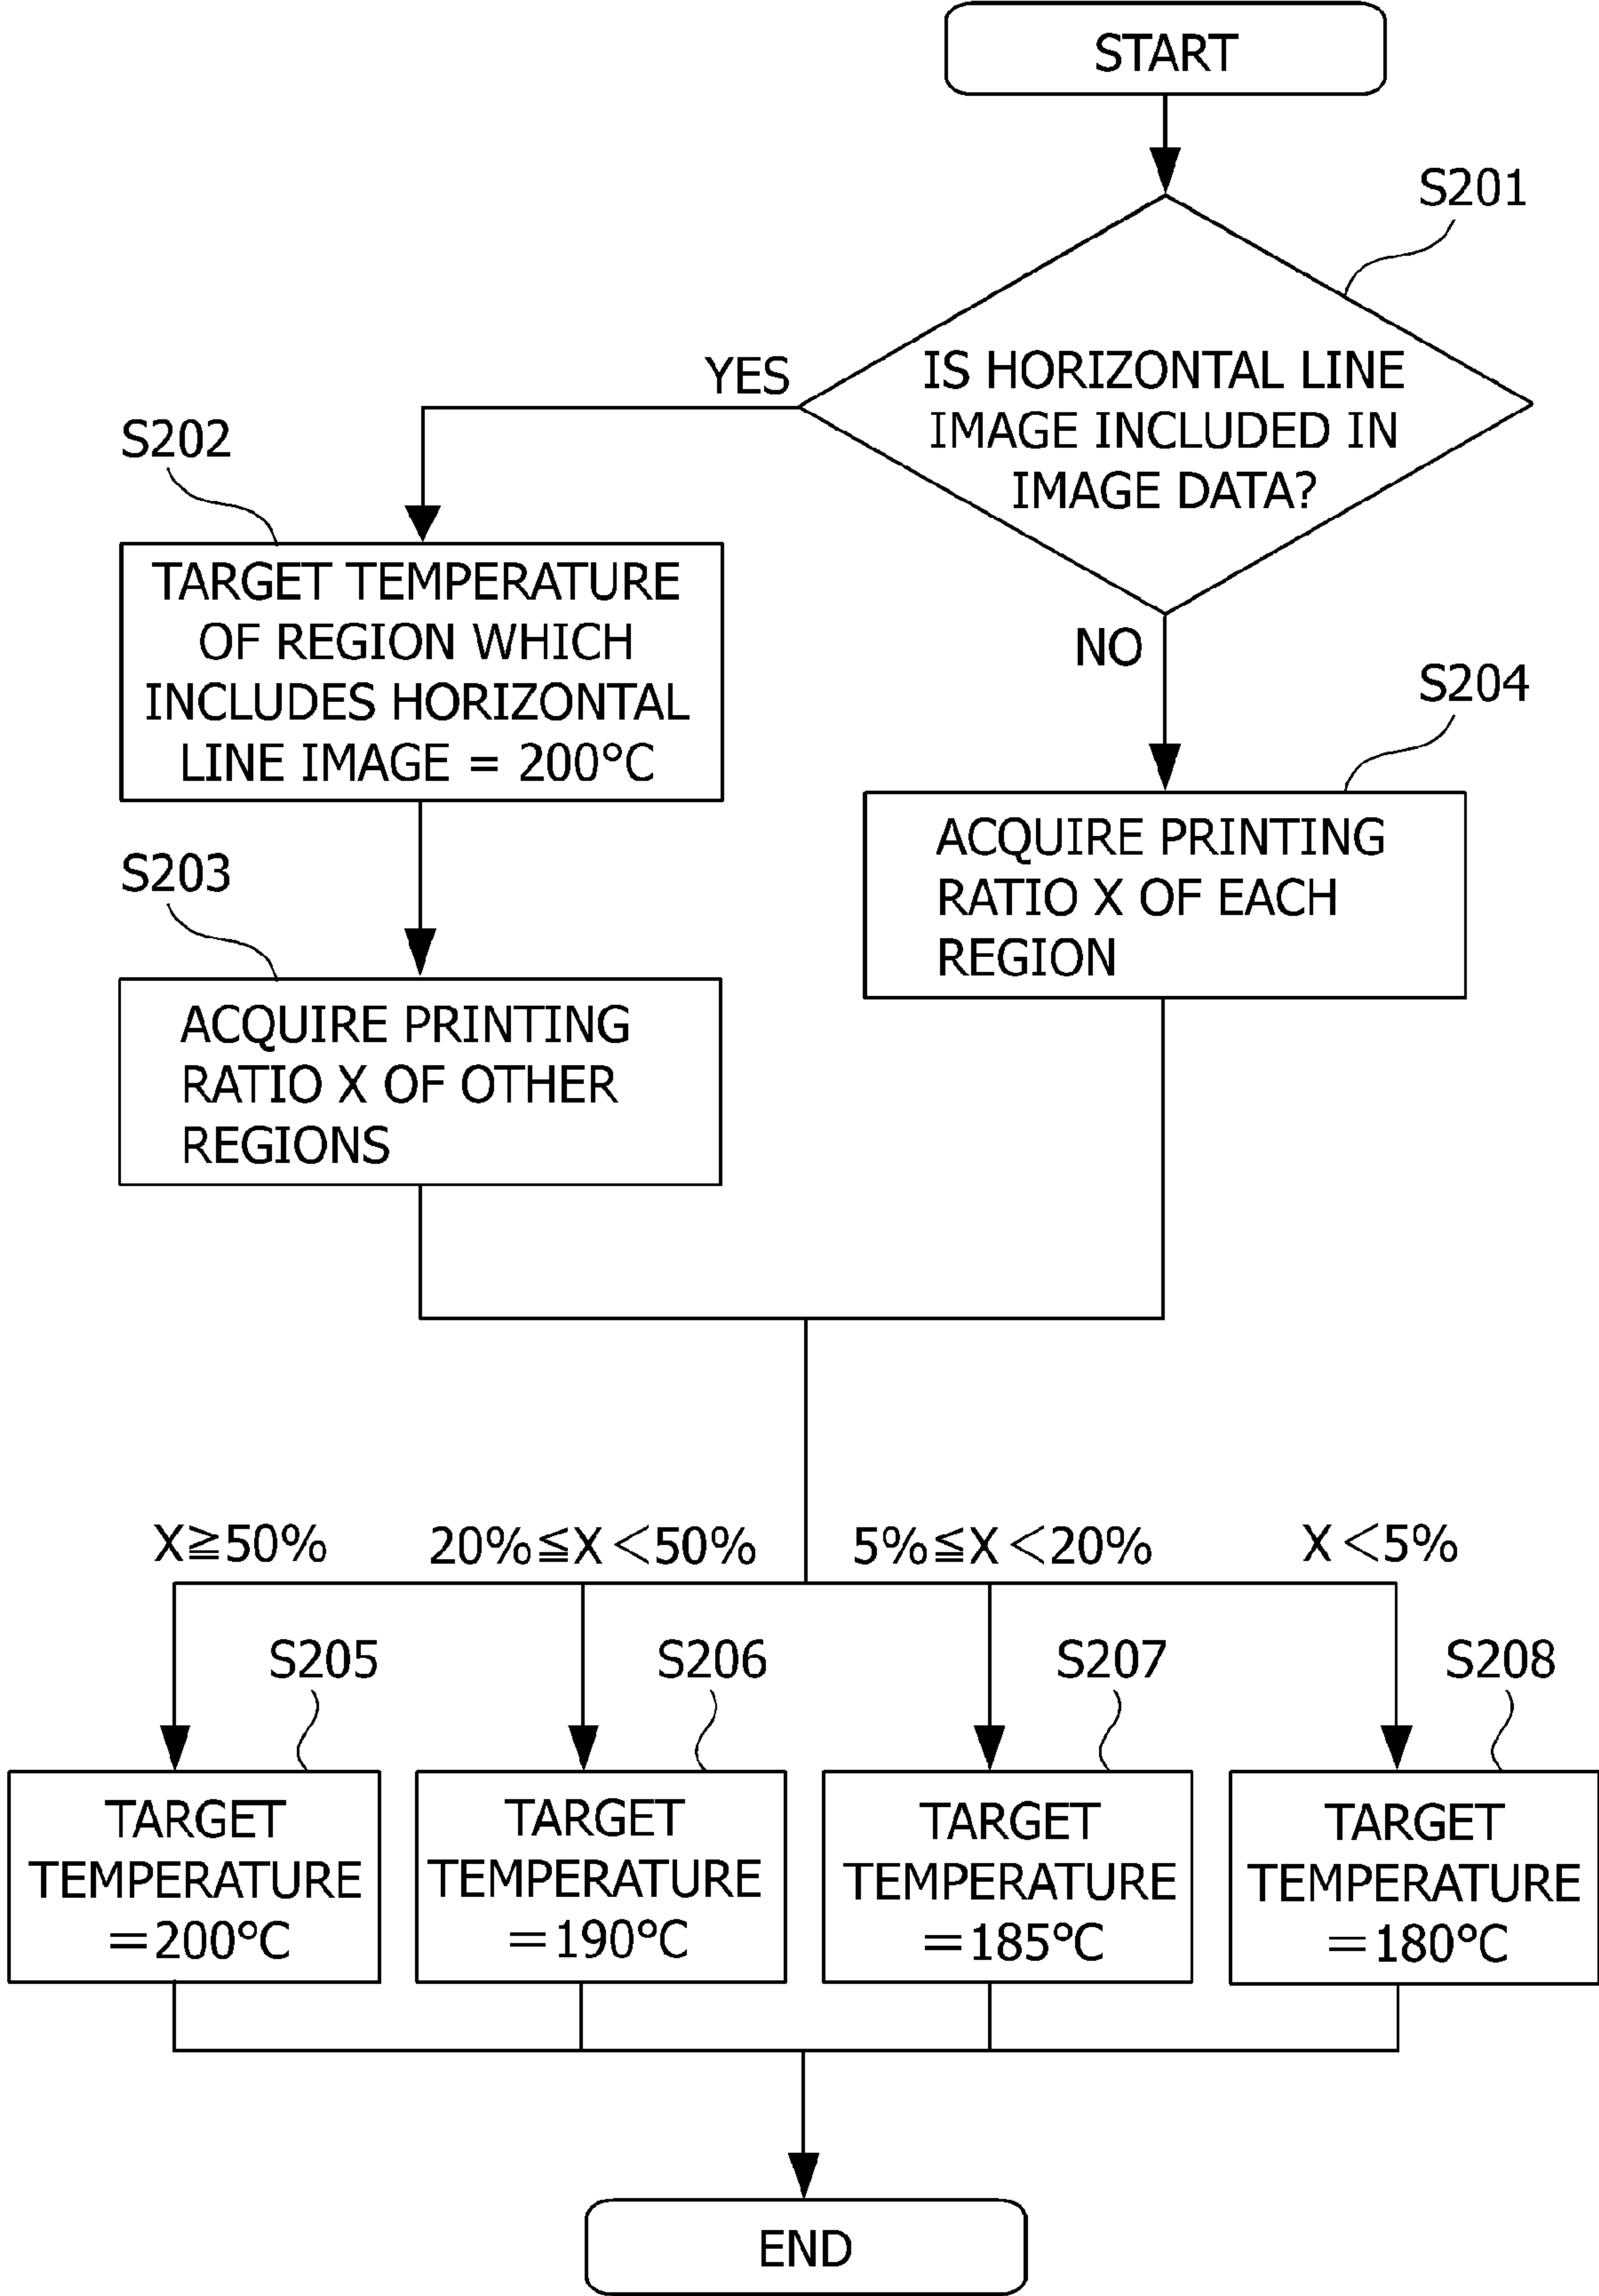 START
S201
IS HORIZONTAL LINE
IMAGE INCLUDED IN
IMAGE DATA?
YES
NO
S202
TARGET TEMPERATURE
OF REGION WHICH
INCLUDES HORIZONTAL
LINE IMAGE = 200°C
S203
ACQUIRE PRINTING
RATIO X OF OTHER
REGIONS
S204
ACQUIRE PRINTING
RATIO X OF EACH
REGION
X≧50%
20%≦X<50%
5%≦X<20%
X<5%
S205
TARGET
TEMPERATURE
=200°C
S206
TARGET
TEMPERATURE
=190°C
S207
TARGET
TEMPERATURE
=185°C
S208
TARGET
TEMPERATURE
=180°C
END